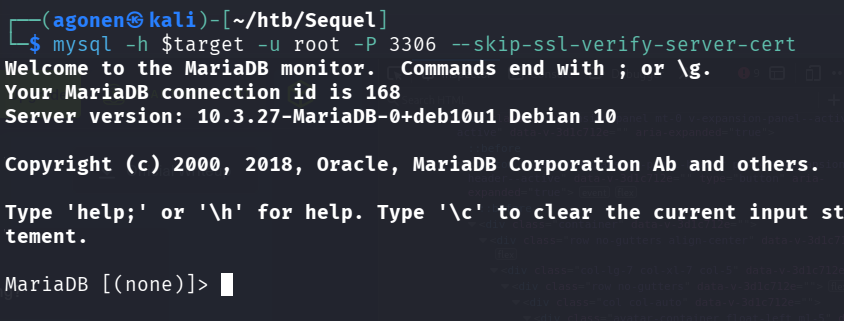 ┌──(agonen㉿kali)-[~/htb/Sequel]
└─$ mysql -h $target -u root -P 3306 --skip-ssl-verify-server-cert
Welcome to the MariaDB monitor.  Commands end with ; or \g.
Your MariaDB connection id is 168
Server version: 10.3.27-MariaDB-0+deb10u1 Debian 10

Copyright (c) 2000, 2018, Oracle, MariaDB Corporation Ab and others.

Type 'help;' or '\h' for help. Type '\c' to clear the current input st
tement.

MariaDB [(none)]>